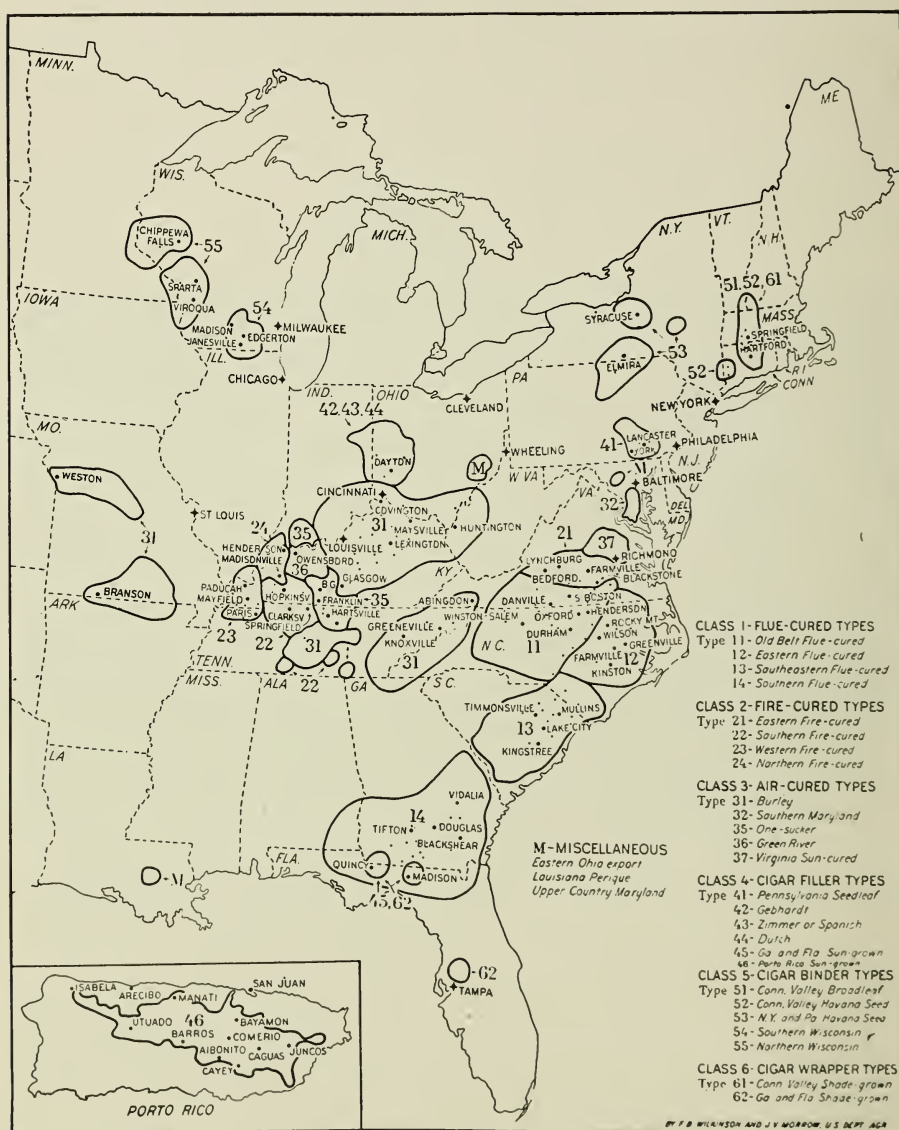 MINN.
ME
WIS.
N.Y.
VT.
N.H.
MICH.
CHIPPEWA
FALLS
55
51,52,61
SPARTA
IOWA
VIROQUA
54
SYRACUSE
MASS
SPRINGFIELD
MADISON
MILWAUKEE
EDGERTON
JANESVILLE
HARTFORD
ILL.
53
ELMIRA
R I
CONN
PA
52
CHICAGO
IND.
OHIO
CLEVELAND
NEW YORK
42,43,44
MO.
41
LANCASTER
YORK
PHILADELPHIA
WHEELING
DAYTON
M
N.J.
WESTON
W VA
M
BALTIMORE
CINCINNATI
VA
32
COVINGTON
DEL
MD.
ST LOUIS
31
MAYSVILLE
HUNTINGTON
24
35
21
37
31
LOUISVILLE
LEXINGTON
HENDERSON
MADISONVILLE
OWENSBORO
RICHMOND
LYNCHBURG
FARMVILLE
36
KY
BEDFORD
BLACKSTONE
B.G.
GLASGOW
PADUCAH
BRANSON
HOPKINSV
MAYFIELD
FRANKLIN
35
ABINGDON
DANVILLE
S BOSTON
ARK
PARIS
CLARKSV
HARTSVILLE
WINSTON-SALEM
OXFORD
HENDERSON
SPRINGFIELD
GREENEVILLE
ROCKY MT
DURHAM
WILSON
23
KNOXVILLE
N C.
11
GREENVILLE
22
31
FARMVILLE
12
TENN.
31
KINSTON
MISS.
ALA
22
GA
S C.
TIMMONSVILLE
MULLINS
13
LAKE CITY
KINGSTREE
LA
VIDALIA
14
TIFTON
DOUGLAS
BLACKSHEAR
FLA.
QUINCY
MADISON
M
45,62
62
TAMPA
M-MISCELLANEOUS
Eastern Ohio export
Louisiana Perique
Upper Country Maryland
CLASS 1-FLUE-CURED TYPES
Type 11-Old Belt Flue-cured
12-Eastern Flue-cured
13-Southeastern Flue-cured
14-Southern Flue-cured
CLASS 2-FIRE-CURED TYPES
Type 21-Eastern Fire-cured
22-Southern Fire-cured
23-Western Fire-cured
24-Northern Fire-cured
CLASS 3-AIR-CURED TYPES
Type 31-Burley
32-Southern Maryland
35-One-sucker
36-Green River
37-Virginia Sun-cured
CLASS 4-CIGAR FILLER TYPES
Type 41-Pennsylvania Seedleaf
42-Gebhardt
43-Zimmer or Spanish
44-Dutch
45-Ga and Fla Sun-grown
46-Porto Rico Sun-grown
CLASS 5-CIGAR BINDER TYPES
Type 51-Conn. Valley Broadleaf
52-Conn. Valley Havana Seed
53-N.Y. and Pa Havana Seed
54-Southern Wisconsin
55-Northern Wisconsin
CLASS 6-CIGAR WRAPPER TYPES
Type 61-Conn Valley Shade-grown
62-Ga and Fla Shade-grown
ISABELA
ARECIBO
MANATI
SAN JUAN
UTUADO
46
BAYAMON
BARROS
COMERIO
AIBONITO
CAGUAS
JUNCOS
CAYEY
PORTO RICO
BY F B WILKINSON AND J V MORROW, U S DEPT AGR